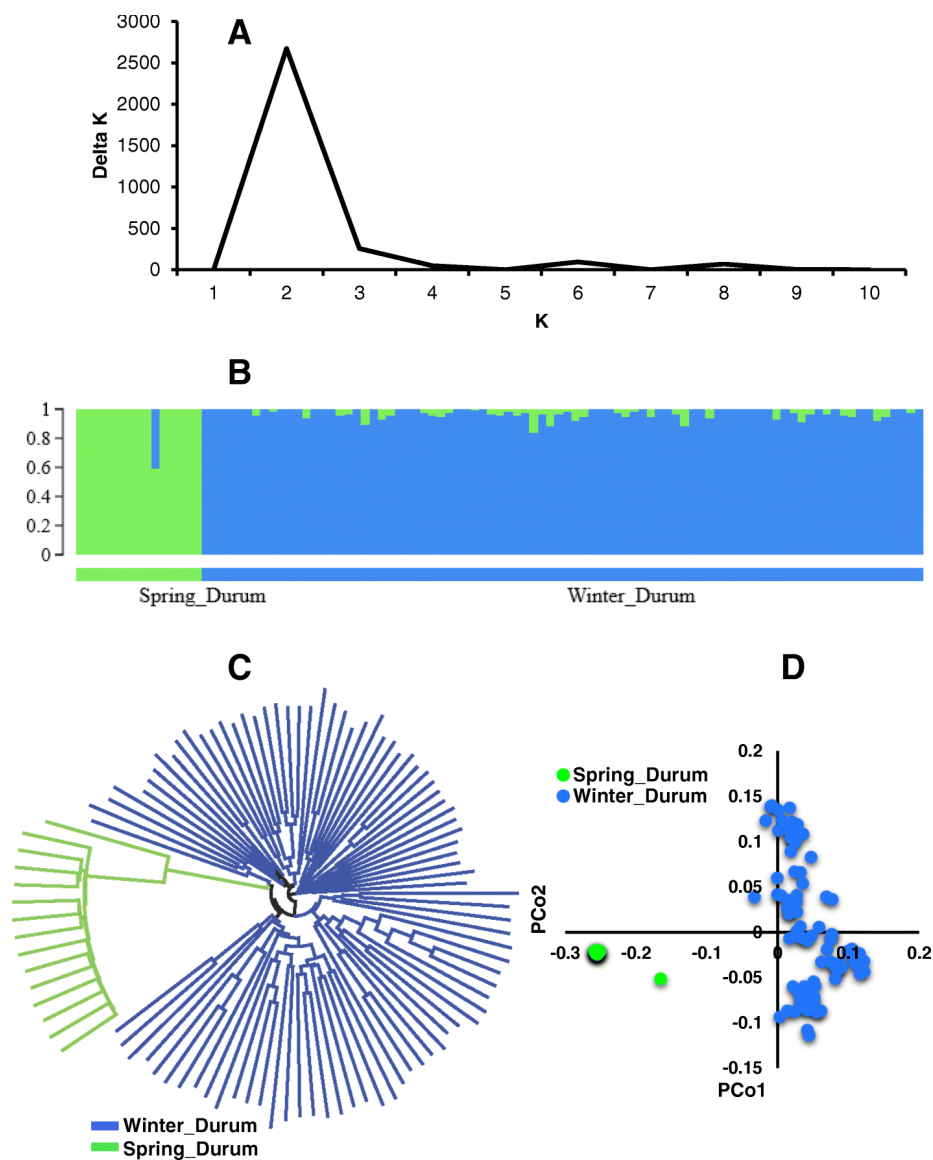 A
3000
2500
2000
1500
1000
500
0
Delta K
1 2 3 4 5 6 7 8 9 10
K
B
1
0.8
0.6
0.4
0.2
0
Spring_Durum Winter_Durum
C
Winter_Durum
Spring_Durum
D
Spring_Durum
Winter_Durum
0.2
0.15
0.1
0.05
0
-0.05
-0.1
-0.15
PCo2
-0.3 -0.2 -0.1 0 0.1 0.2
PCo1